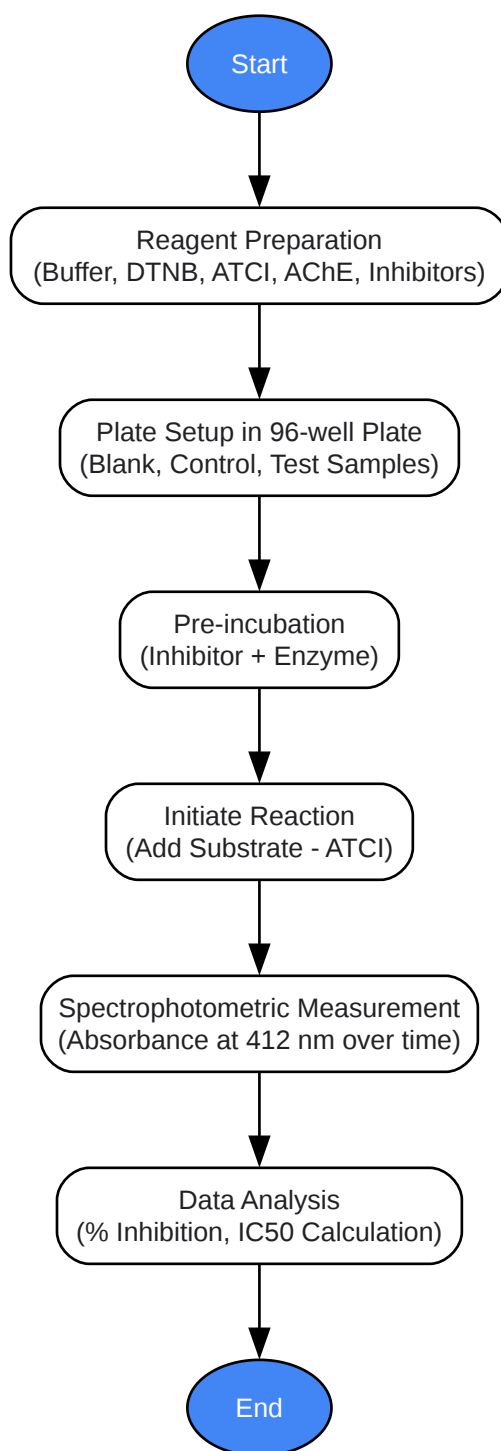 Start
Reagent Preparation
(Buffer, DTNB, ATCI, AChE, Inhibitors)
Plate Setup in 96-well Plate
(Blank, Control, Test Samples)
Pre-incubation
(Inhibitor + Enzyme)
Initiate Reaction
(Add Substrate - ATCI)
Spectrophotometric Measurement
(Absorbance at 412 nm over time)
Data Analysis
(% Inhibition, IC50 Calculation)
End